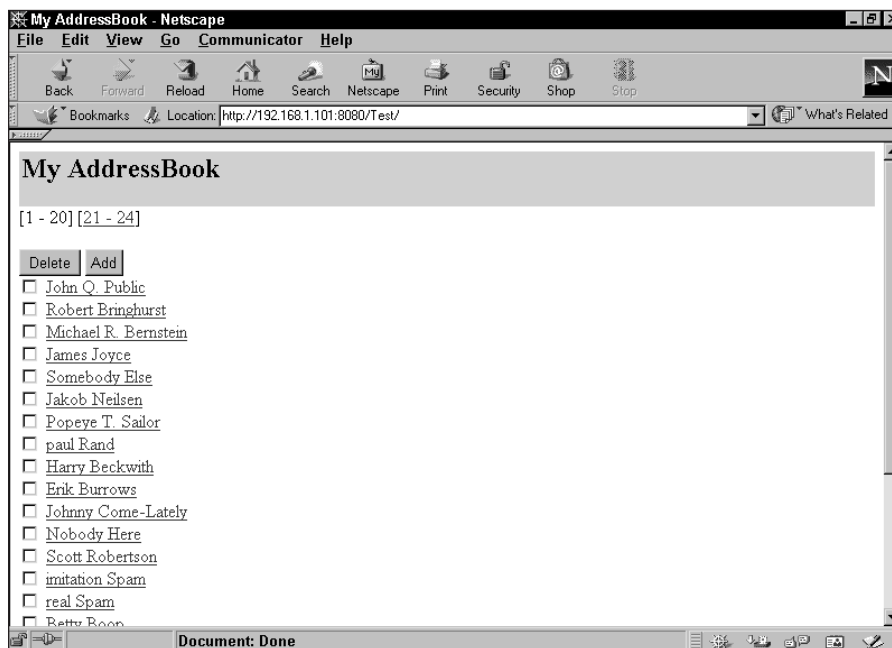 My AddressBook - Netscape
File Edit View Go Communicator Help
Back Forward Reload Home Search Netscape Print Security Shop Stop
Bookmarks Location: http://192.168.1.101:8080/Test/ What's Related
My AddressBook
[1 - 20] [21 - 24]
Delete Add
John Q. Public
Robert Bringhurst
Michael R. Bernstein
James Joyce
Somebody Else
Jakob Neilsen
Popeye T. Sailor
paul Rand
Harry Beckwith
Erik Burrows
Johnny Come-Lately
Nobody Here
Scott Robertson
imitation Spam
real Spam
Betty Boop
Document: Done